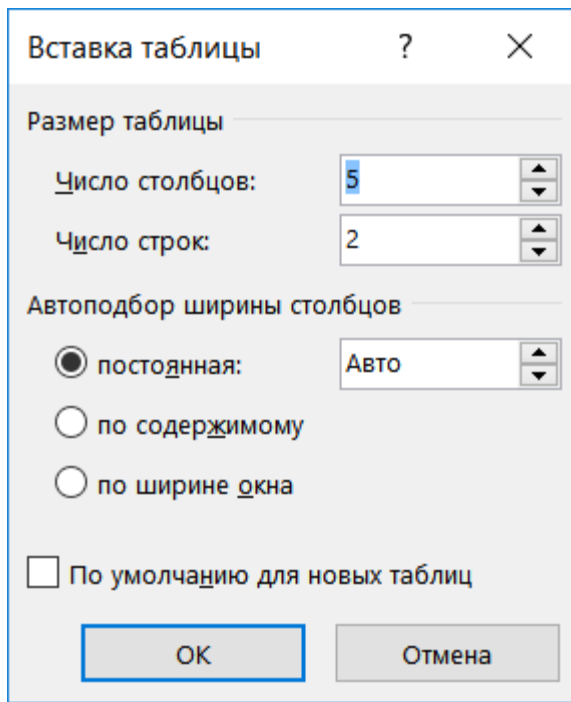 Вставка таблицы ?
Размер таблицы
Число столбцов: 5
Число строк: 2
Автоподбор ширины столбцов
постоянная: Авто
по содержимому
по ширине окна
По умолчанию для новых таблиц
ОК Отмена